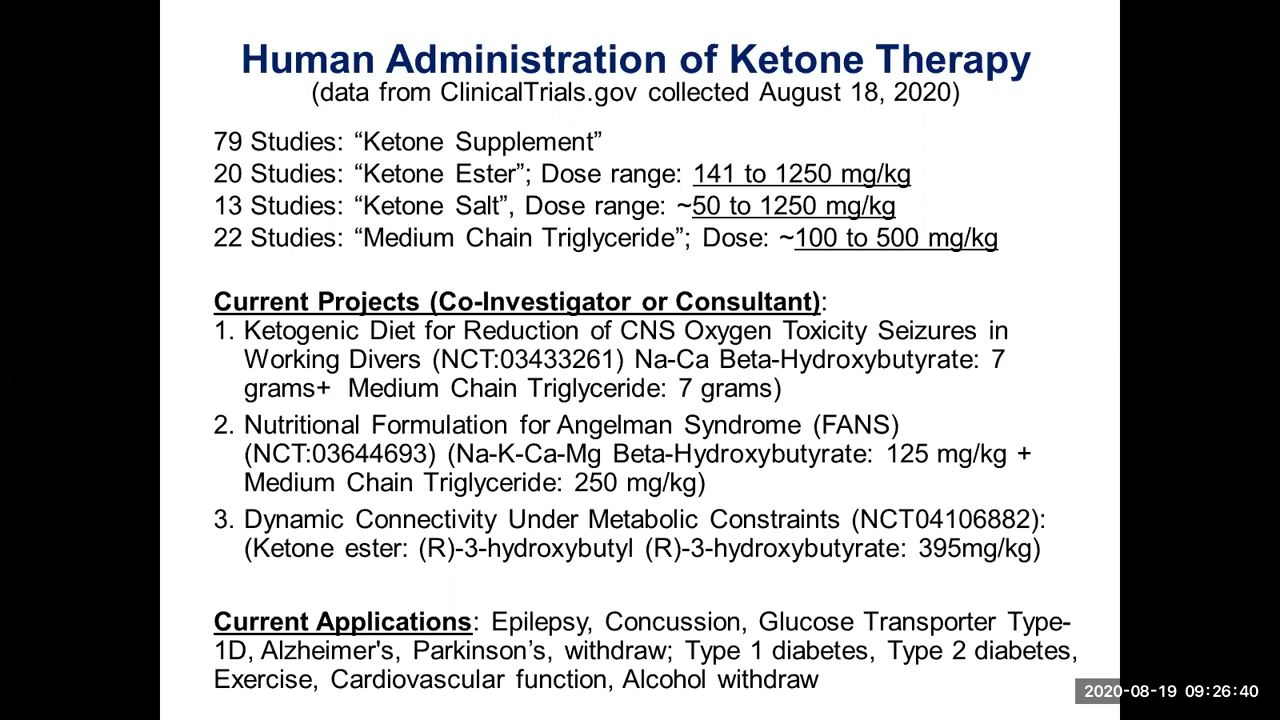 Human Administration of Ketone Therapy
(data from ClinicalTrials.gov collected August 18, 2020)
79 Studies: “Ketone Supplement”
20 Studies: “Ketone Ester”; Dose range: 141 to 1250 mg/kg
13 Studies: “Ketone Salt”, Dose range: ~50 to 1250 mg/kg
22 Studies: “Medium Chain Triglyceride”; Dose: ~100 to 500 mg/kg
Current Projects (Co-Investigator or Consultant):
1. Ketogenic Diet for Reduction of CNS Oxygen Toxicity Seizures in
Working Divers (NCT:03433261) Na-Ca Beta-Hydroxybutyrate: 7
grams+ Medium Chain Triglyceride: 7 grams)
2. Nutritional Formulation for Angelman Syndrome (FANS)
(NCT:03644693) (Na-K-Ca-Mg Beta-Hydroxybutyrate: 125 mg/kg +
Medium Chain Triglyceride: 250 mg/kg)
3. Dynamic Connectivity Under Metabolic Constraints (NCT04106882):
(Ketone ester: (R)-3-hydroxybutyl (R)-3-hydroxybutyrate: 395mg/kg)
Current Applications: Epilepsy, Concussion, Glucose Transporter Type-
1D, Alzheimer's, Parkinson’s, withdraw; Type 1 diabetes, Type 2 diabetes,
Exercise, Cardiovascular function, Alcohol withdraw
2020-08-19 09:26:40